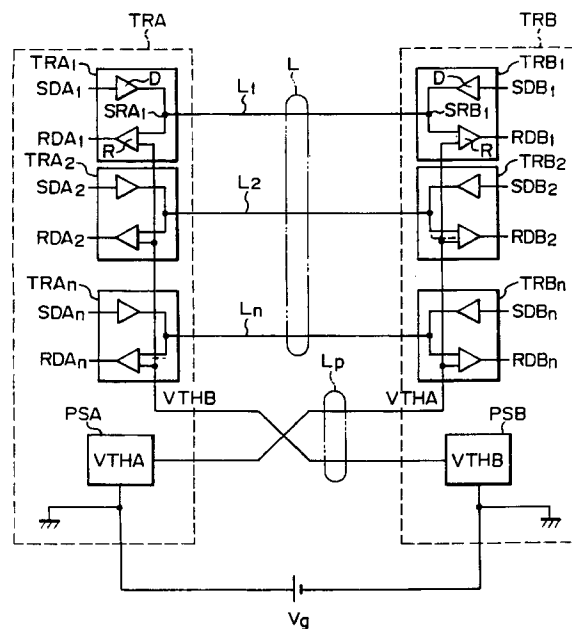 TRA
TRB
TRA1
D
SDA1
SRA1
RDA1
R
L1
L
TRB1
D
SDB1
SRB1
RDB1
R
TRA2
SDA2
RDA2
L2
TRB2
SDB2
RDB2
TRAn
SDAn
RDAn
Ln
TRBn
SDBn
RDBn
Lp
VTHB
VTHA
PSA
VTHA
PSB
VTHB
Vg